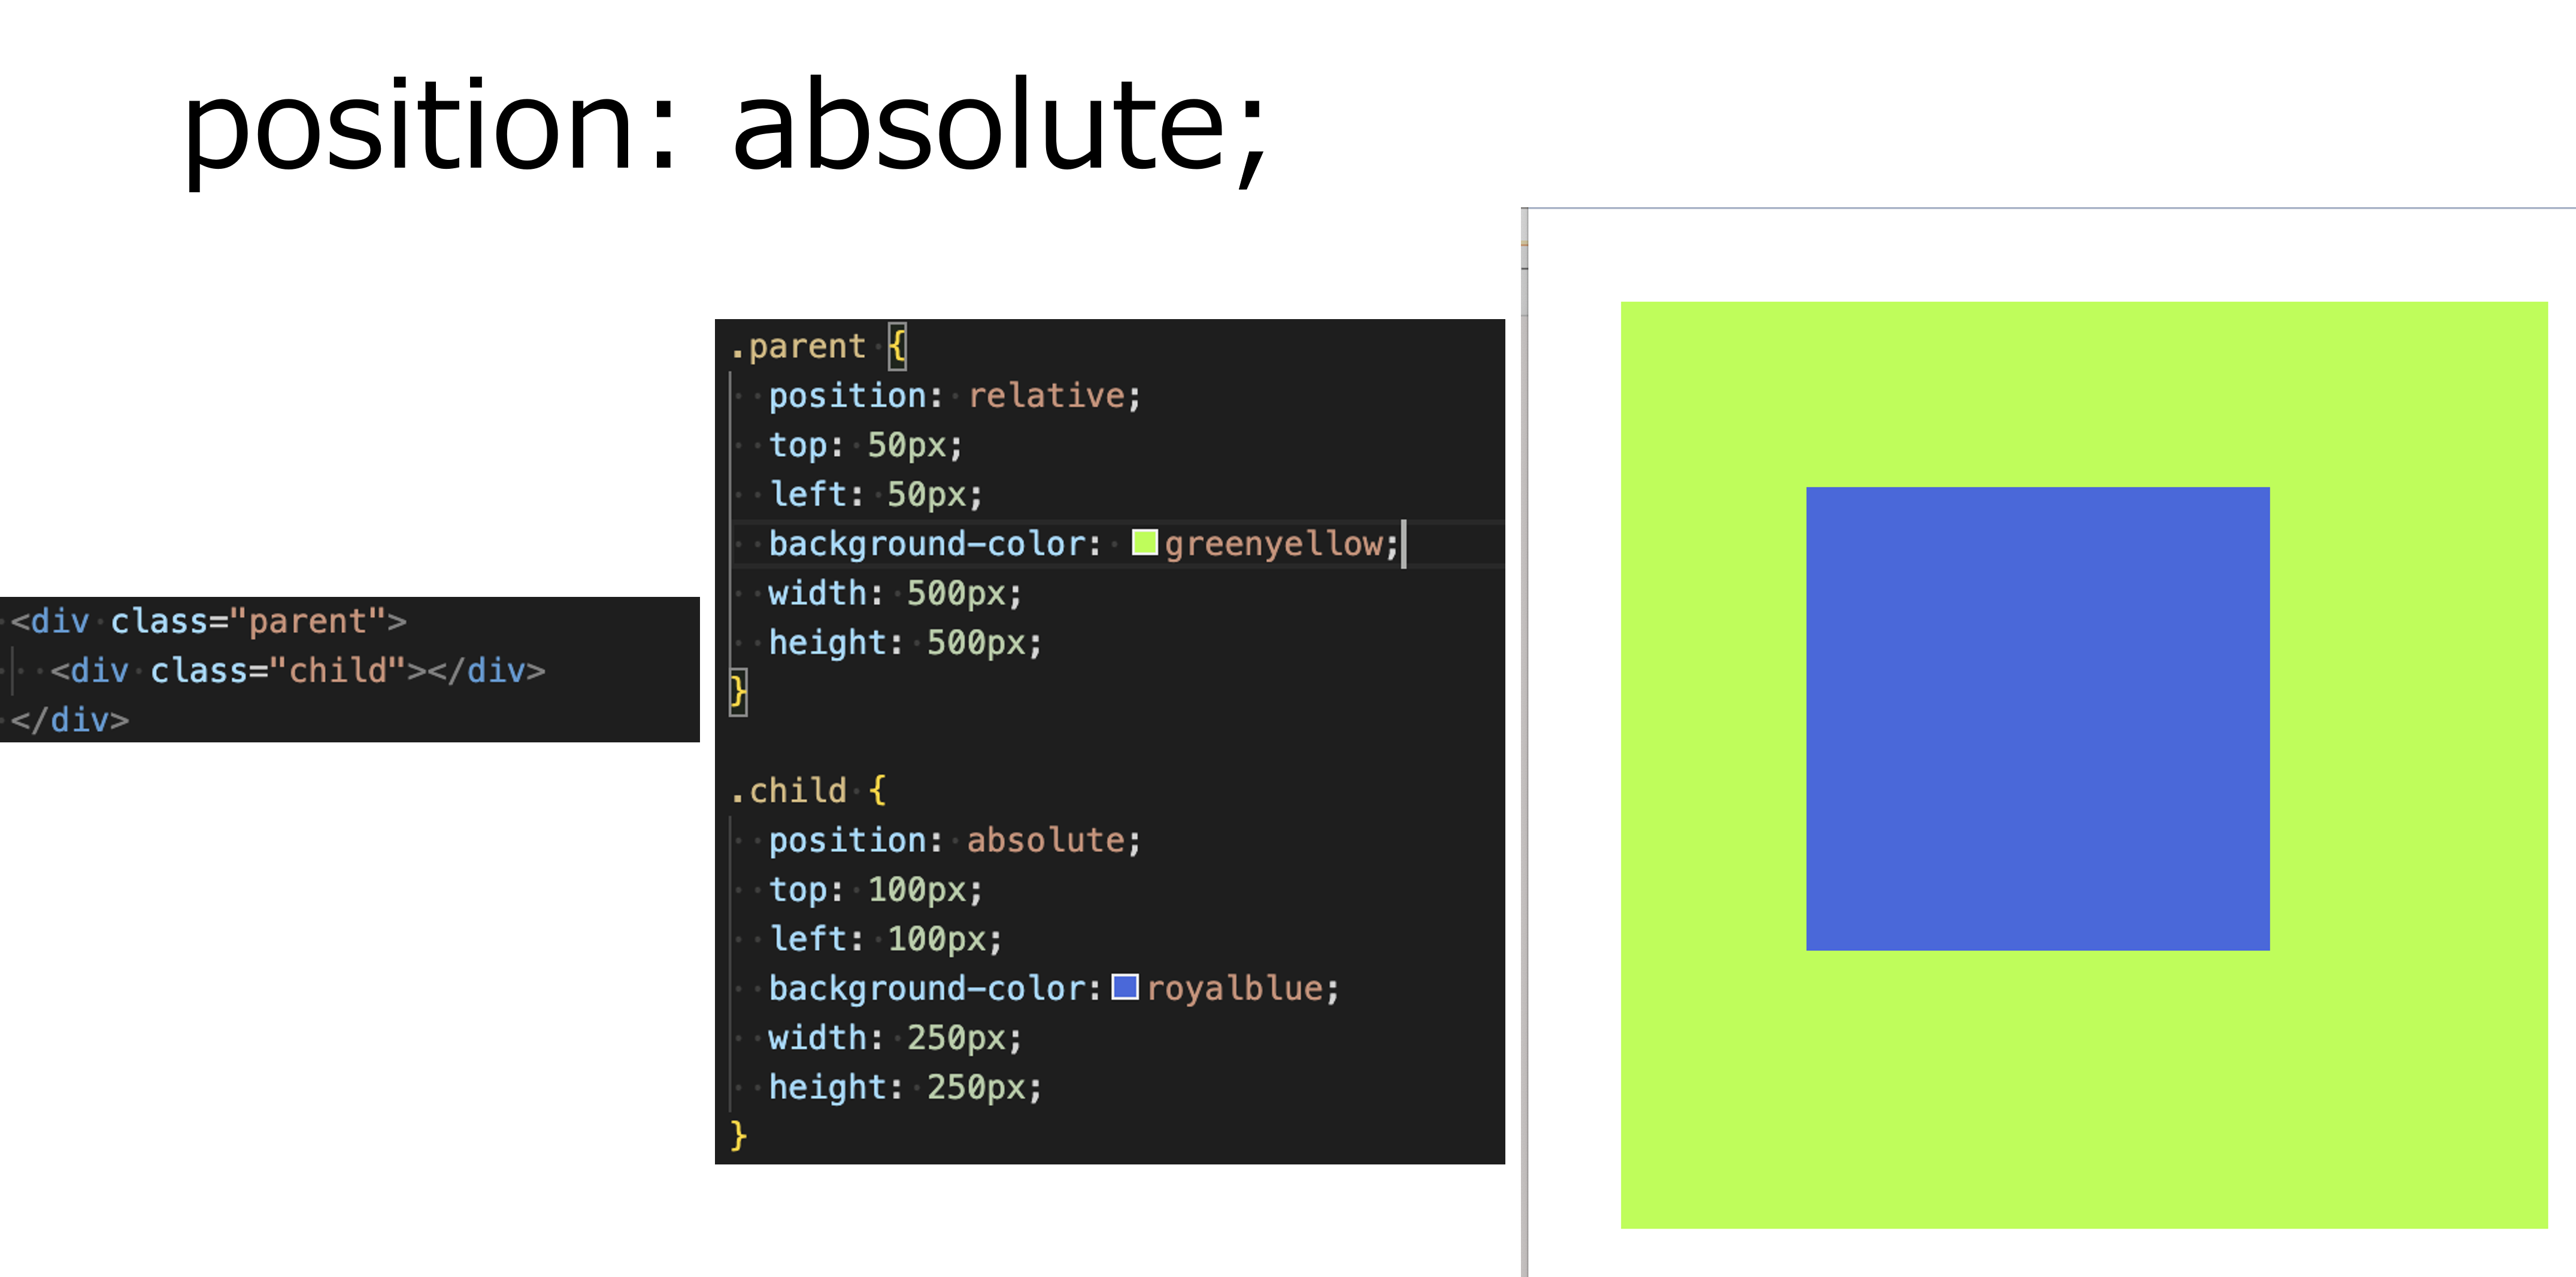 position: absolute;
<div class="parent">
<div class="child"></div>
</div>
.parent {
position: relative;
top: 50px;
left: 50px;
background-color: greenyellow;
width: 500px;
height: 500px;
}
.child {
position: absolute;
top: 100px;
left: 100px;
background-color: royalblue;
width: 250px;
height: 250px;
}